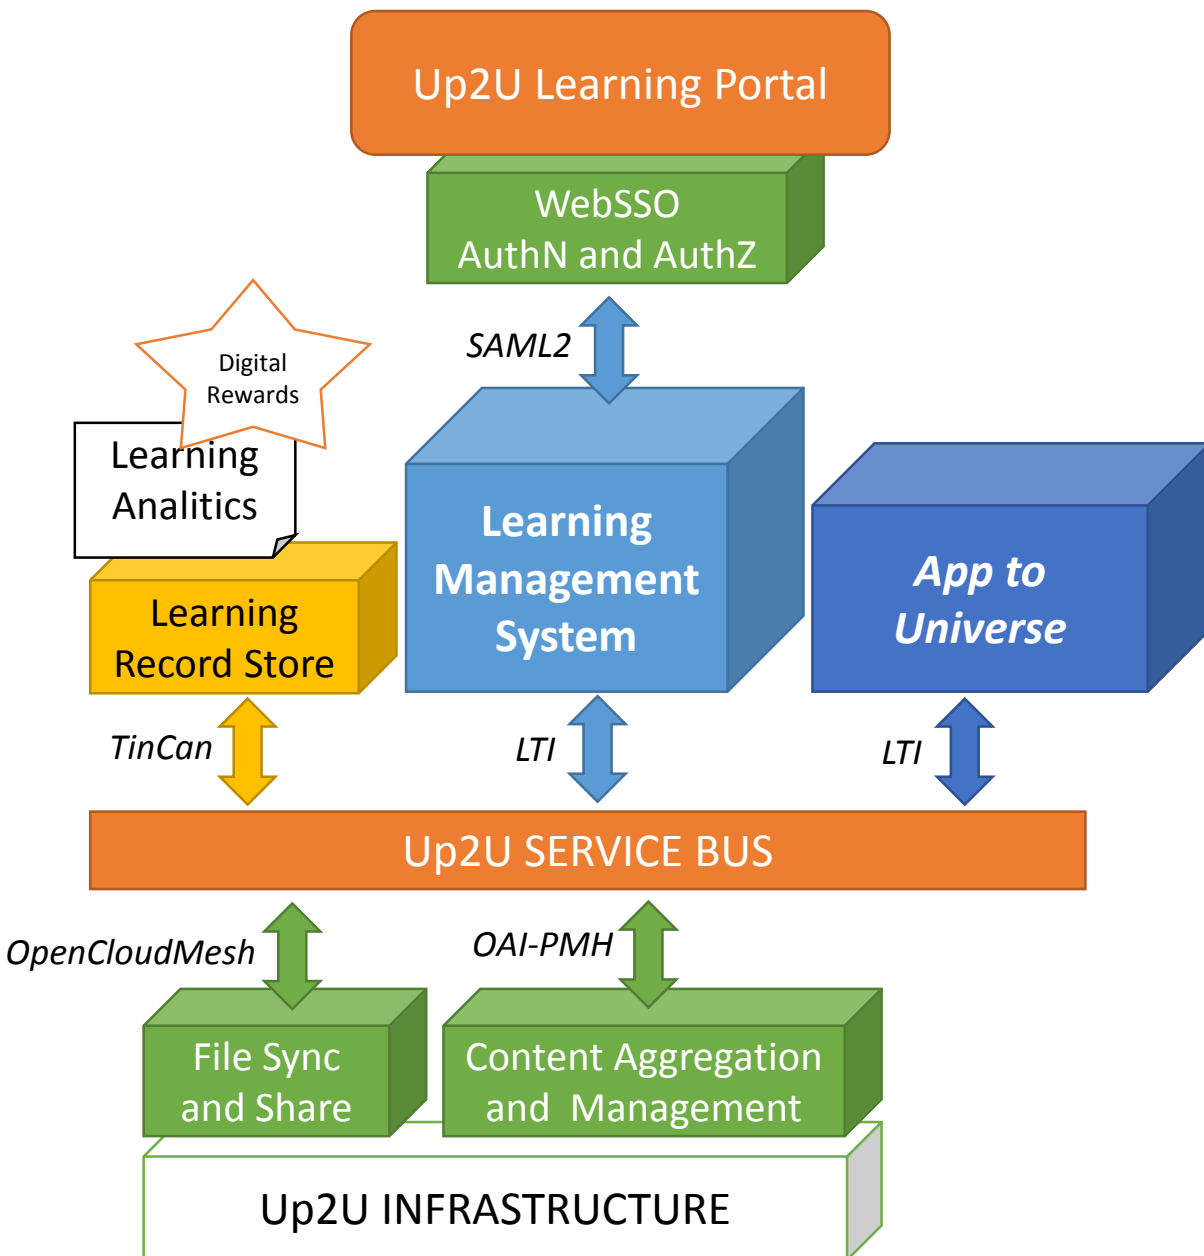 Up2U Learning Portal
WebSSO
AuthN and AuthZ
SAML2
Digital
Rewards
Learning
Analitics
Learning
Management
System
App to
Universe
Learning
Record Store
TinCan
LTI
LTI
Up2U SERVICE BUS
OpenCloudMesh
OAI-PMH
File Sync
and Share
Content Aggregation
and  Management
Up2U INFRASTRUCTURE